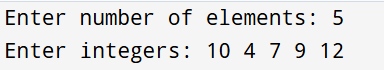 Enter number of elements: 5
Enter integers: 10 4 7 9 12